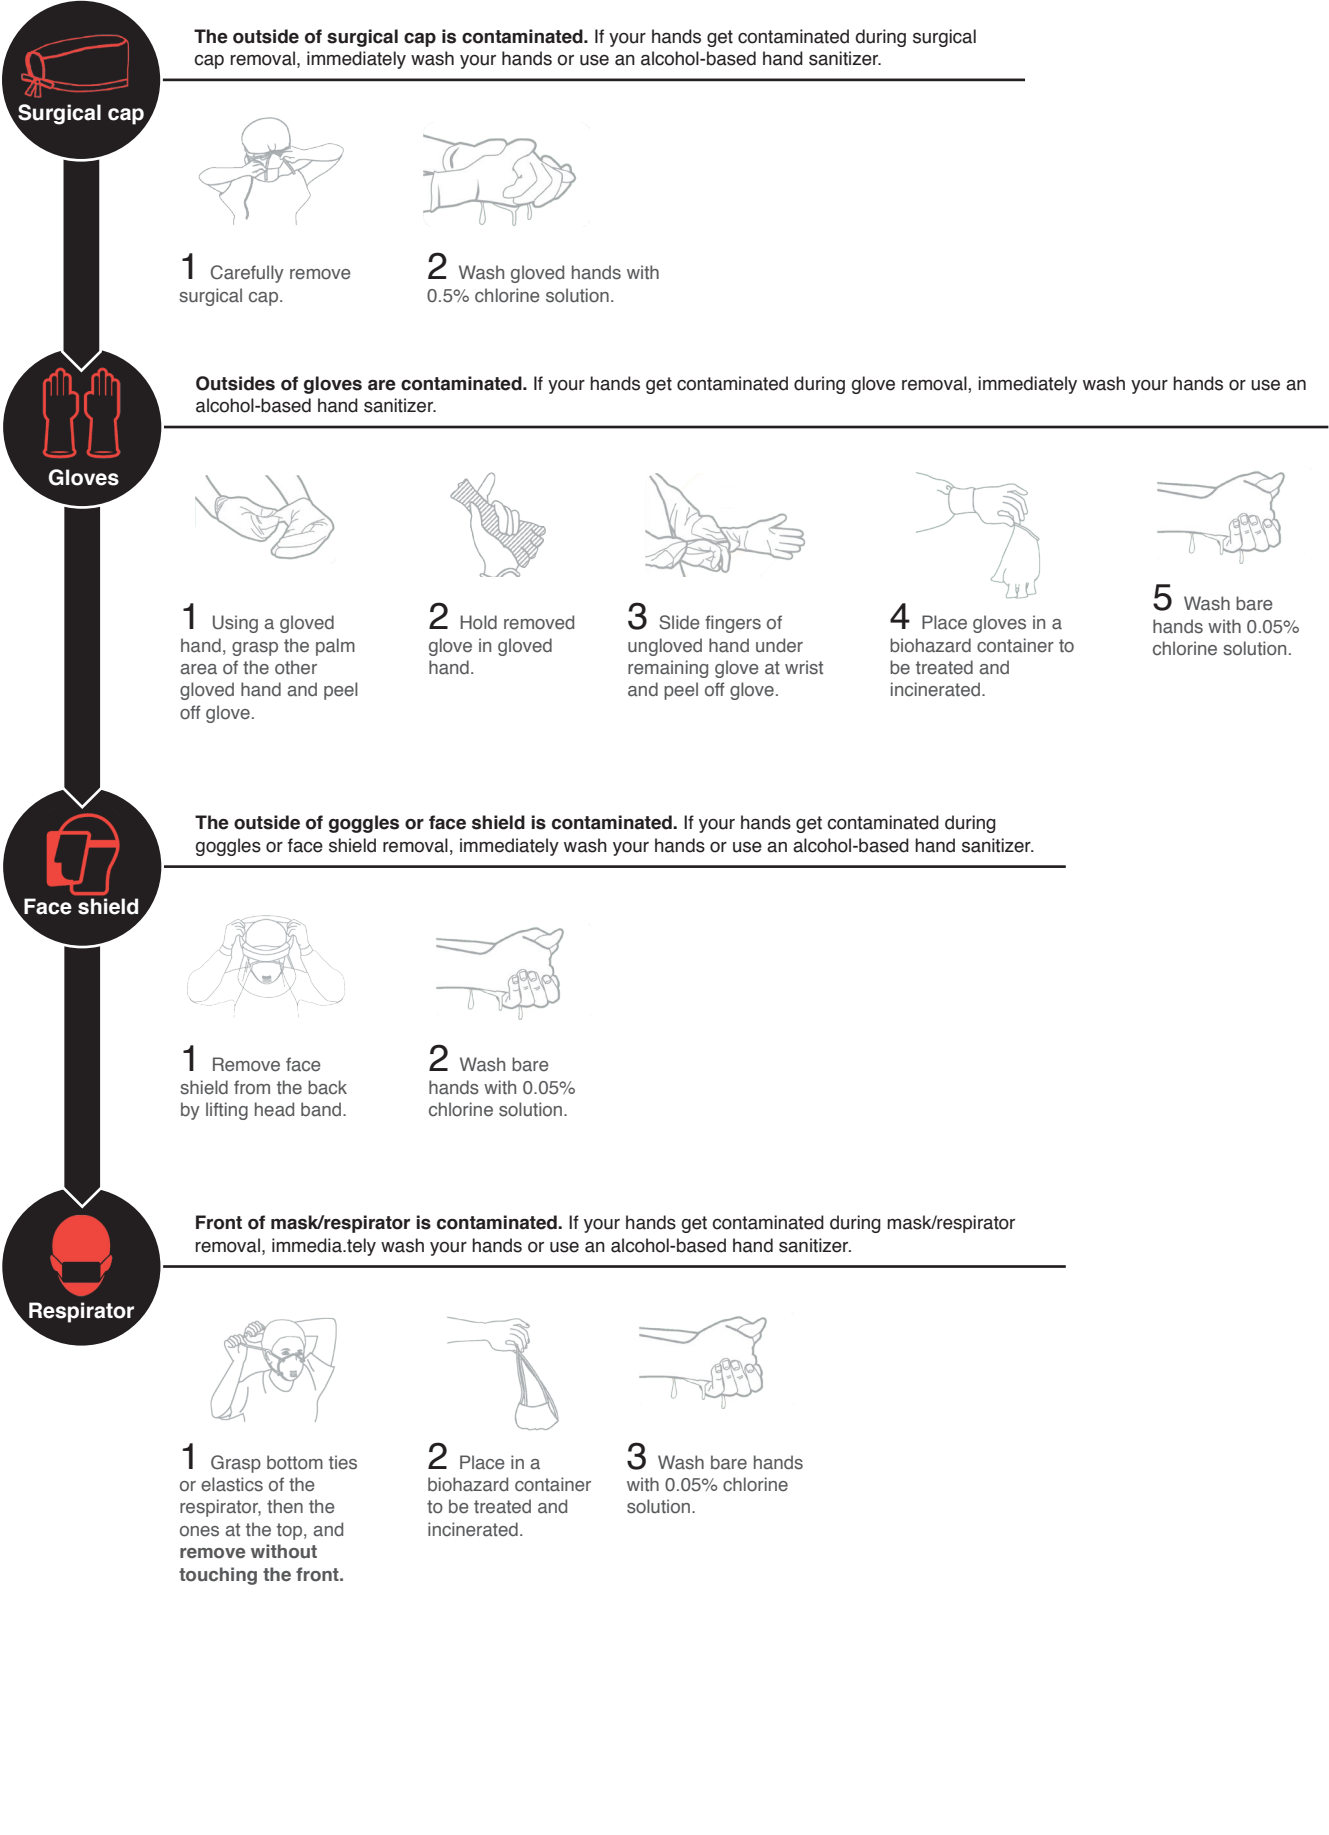 The outside of surgical cap is contaminated. If your hands get contaminated during surgical
cap removal, immediately wash your hands or use an alcohol-based hand sanitizer.
Surgical cap
1 Carefully remove
surgical cap.
2 Wash gloved hands with
0.5% chlorine solution.
Outsides of gloves are contaminated. If your hands get contaminated during glove removal, immediately wash your hands or use an
alcohol-based hand sanitizer.
Gloves
1 Using a gloved
hand, grasp the palm
area of the other
gloved hand and peel
off glove.
2 Hold removed
glove in gloved
hand.
3 Slide fingers of
ungloved hand under
remaining glove at wrist
and peel off glove.
4 Place gloves in a
biohazard container to
be treated and
incinerated.
5 Wash bare
hands with 0.05%
chlorine solution.
The outside of goggles or face shield is contaminated. If your hands get contaminated during
goggles or face shield removal, immediately wash your hands or use an alcohol-based hand sanitizer.
Face shield
1 Remove face
shield from the back
by lifting head band.
2 Wash bare
hands with 0.05%
chlorine solution.
Front of mask/respirator is contaminated. If your hands get contaminated during mask/respirator
removal, immedia.tely wash your hands or use an alcohol-based hand sanitizer.
Respirator
1 Grasp bottom ties
or elastics of the
respirator, then the
ones at the top, and
remove without
touching the front.
2 Place in a
biohazard container
to be treated and
incinerated.
3 Wash bare hands
with 0.05% chlorine
solution.